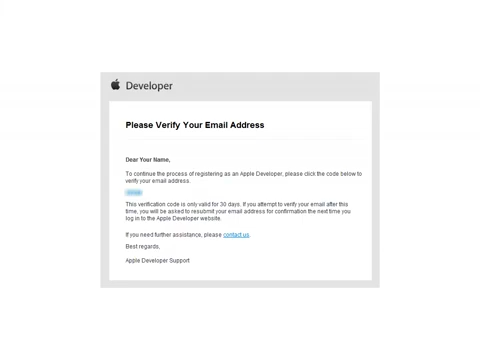 Developer
Please Verify Your Email Address
Dear Your Name,
To continue the process of registering as an Apple Developer, please click the code below to
verify your email address.
This verification code is only valid for 30 days. If you attempt to verify your email after this
time, you will be asked to resubmit your email address for confirmation the next time you
log in to the Apple Developer website.
If you need further assistance, please contact us.
Best regards,
Apple Developer Support